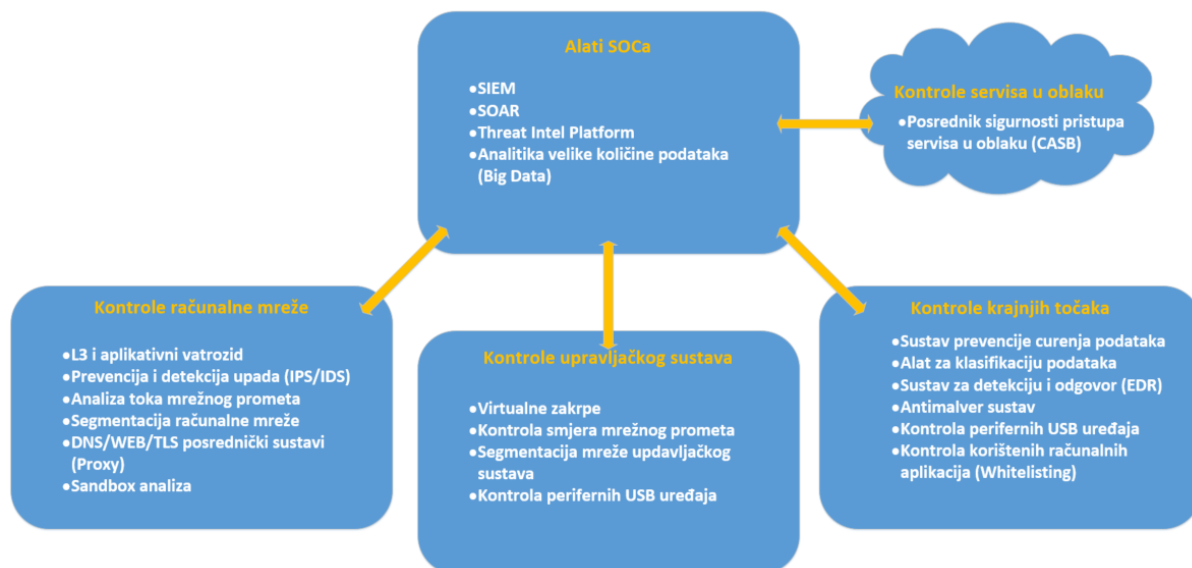 Alati SOCa
•SIEM
•SOAR
•Threat Intel Platform
•Analitika velike količine podataka
(Big Data)
Kontrole servisa u oblaku
•Posrednik sigurnosti pristupa
servisa u oblaku (CASB)
Kontrole računalne mreže
•L3 i aplikativni vatrozid
•Prevencija i detekcija upada (IPS/IDS)
•Analiza toka mrežnog prometa
•Segmentacija računalne mreže
•DNS/WEB/TLS posrednički sustavi
(Proxy)
•Sandbox analiza
Kontrole upravljačkog sustava
•Virtualne zakrpe
•Kontrola smjera mrežnog prometa
•Segmentacija mreže updavljačkog
sustava
•Kontrola perifernih USB uređaja
Kontrole krajnjih točaka
•Sustav prevencije curenja podataka
•Alat za klasifikaciju podataka
•Sustav za detekciju i odgovor (EDR)
•Antimalver sustav
•Kontrola perifernih USB uređaja
•Kontrola korištenih računalnih
aplikacija (Whitelisting)